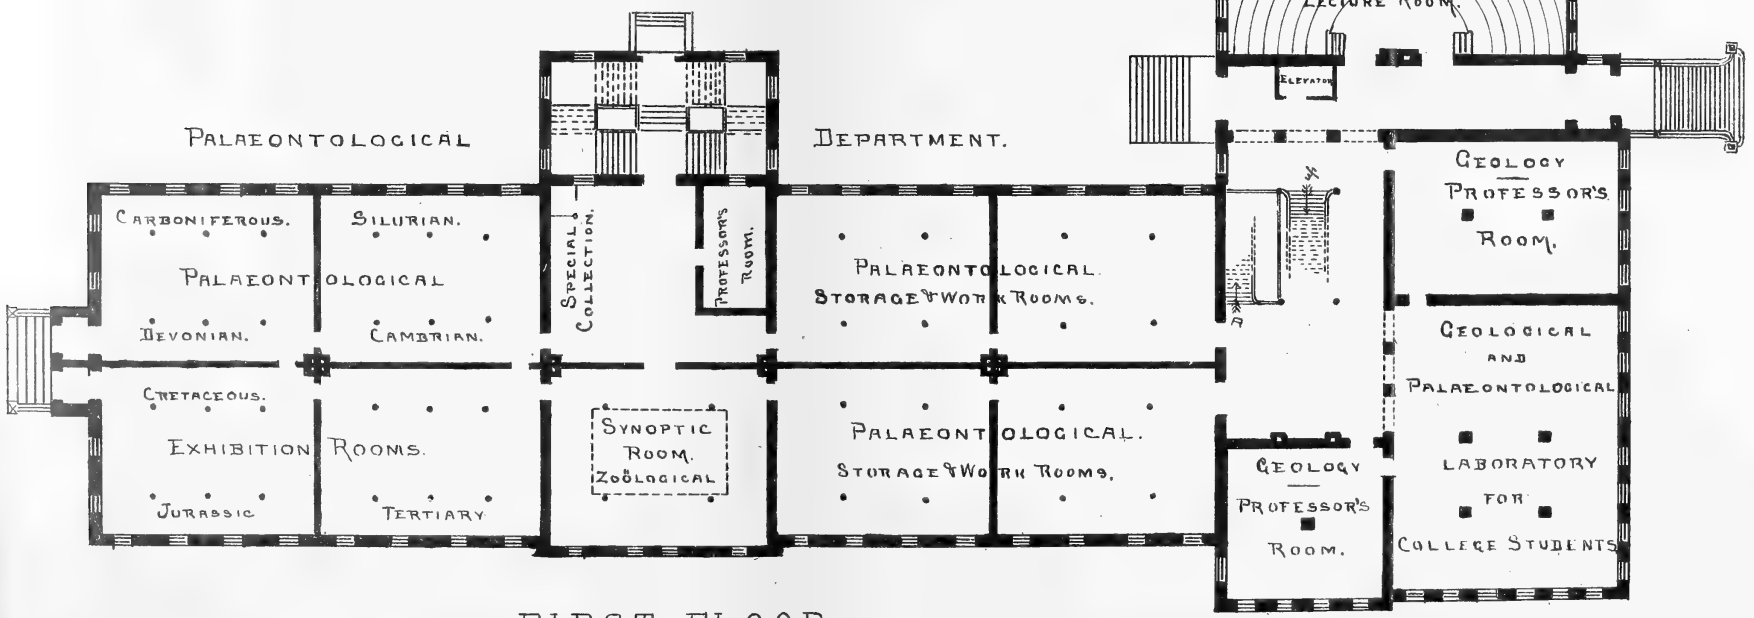 LECTURE ROOM.
ELEVATOR
PALAEONTOLOGICAL DEPARTMENT.
CARBONIFEROUS. SILURIAN.
PALAEONTOLOGICAL
DEVONIAN. CAMBRIAN.
CRETACEOUS.
EXHIBITION ROOMS.
JURASSIC TERTIARY
SPECIAL
COLLECTION.
PROFESSOR'S
ROOM.
SYNOPTIC
ROOM.
ZOÖLOGICAL
PALAEONTOLOGICAL.
STORAGE & WORK ROOMS.
PALAEONTOLOGICAL.
STORAGE & WORK ROOMS.
A
GEOLOGY
PROFESSOR'S
ROOM.
GEOLOGY
PROFESSOR'S
ROOM.
GEOLOGICAL
AND
PALAEONTOLOGICAL
LABORATORY
FOR
COLLEGE STUDENTS
FIRST FLOOR